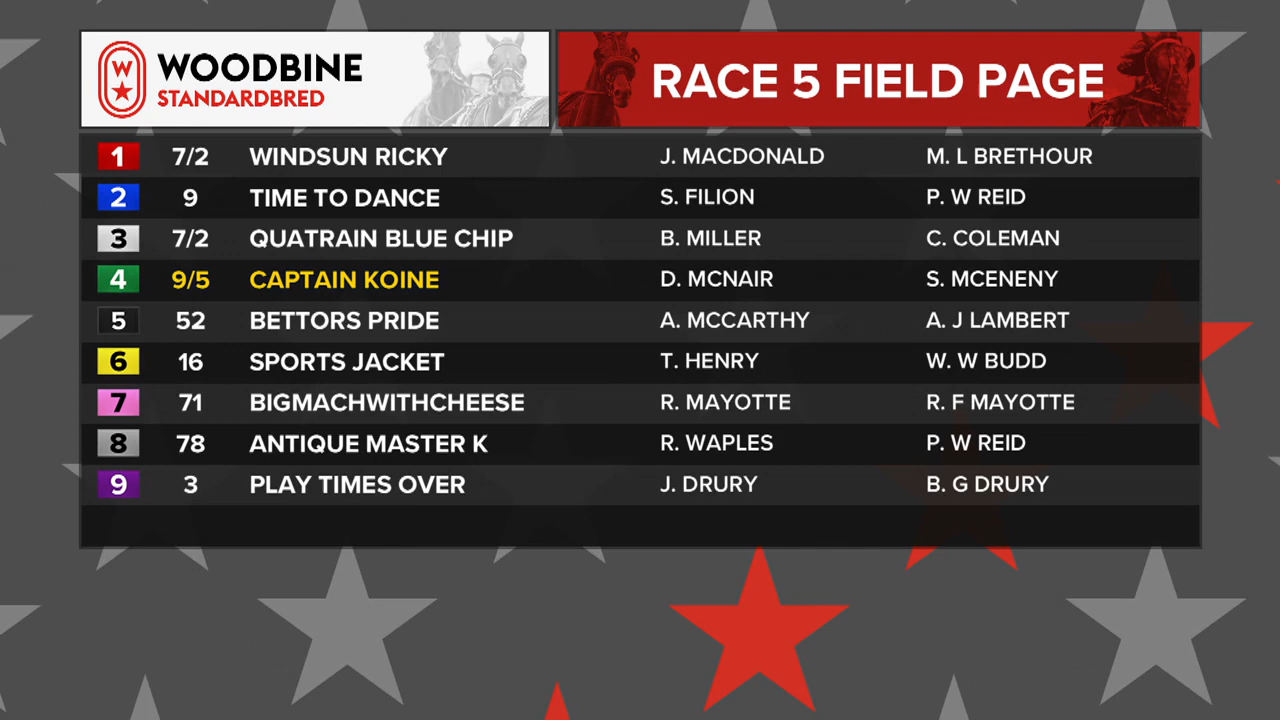 W
WOODBINE
STANDARDBRED
RACE 5 FIELD PAGE
1 7/2 WINDSUN RICKY J. MACDONALD M. L BRETHOUR
2 9 TIME TO DANCE S. FILION P. W REID
3 7/2 QUATRAIN BLUE CHIP B. MILLER C. COLEMAN
4 9/5 CAPTAIN KOINE D. MCNAIR S. MCENENY
5 52 BETTORS PRIDE A. MCCARTHY A. J LAMBERT
6 16 SPORTS JACKET T. HENRY W. W BUDD
7 71 BIGMACHWITHCHEESE R. MAYOTTE R. F MAYOTTE
8 78 ANTIQUE MASTER K R. WAPLES P. W REID
9 3 PLAY TIMES OVER J. DRURY B. G DRURY